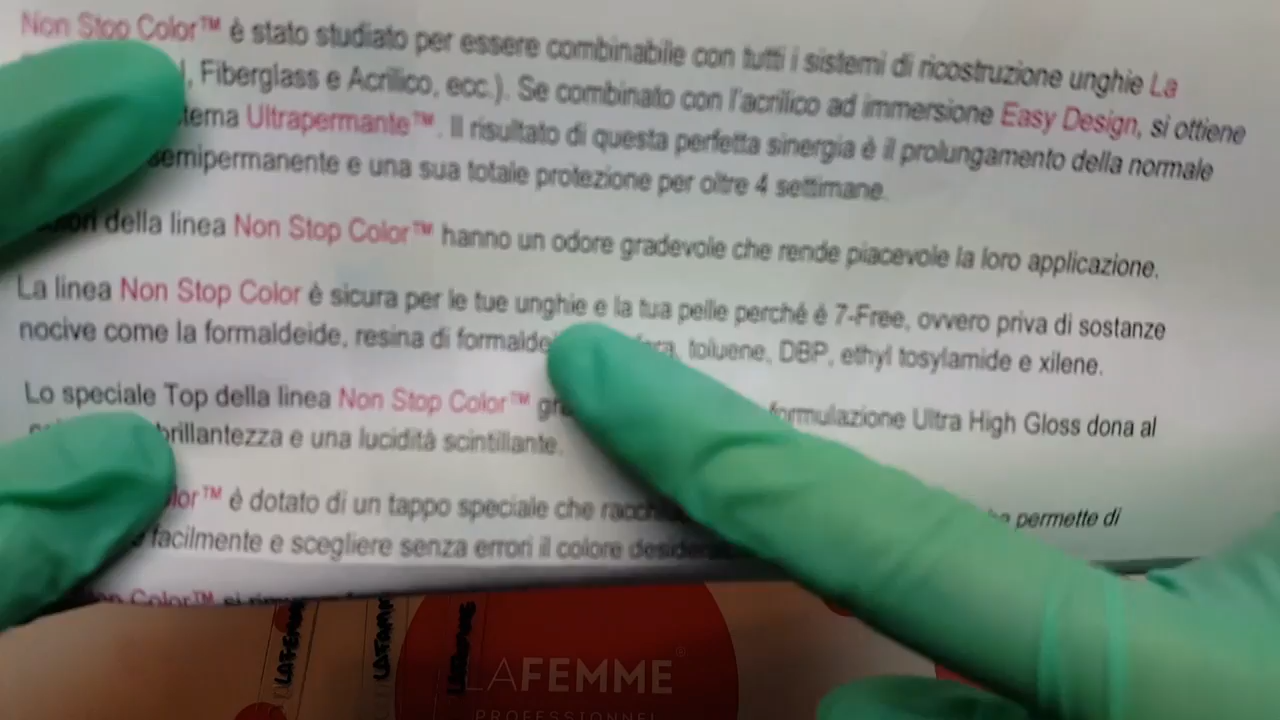 Non Stop Color™ è stato studiato per essere combinabile con tutti i sistemi di ricostruzione unghie La
, Fiberglass e Acrilico, ecc.). Se combinato con l'acrilico ad immersione Easy Design, si ottiene
Ultrapermante™. Il risultato di questa perfetta sinergia è il prolungamento della normale
semipermanente e una sua totale protezione per oltre 4 settimane.
della linea Non Stop Color™ hanno un odore gradevole che rende piacevole la loro applicazione.
La linea Non Stop Color è sicura per le tue unghie e la tua pelle perché è 7-Free, ovvero priva di sostanze
nocive come la formaldeide, resina di toluene, DBP, ethyl tosylamide e xilene.
Lo speciale Top della linea Non Stop Color™ formulazione Ultra High Gloss dona al
brillantezza e una lucidità scintillante.
™ è dotato di un tappo speciale che permette di
facilmente e scegliere senza errori il colore
Color™ si
LAFEMME®
PROFESSIONNEL